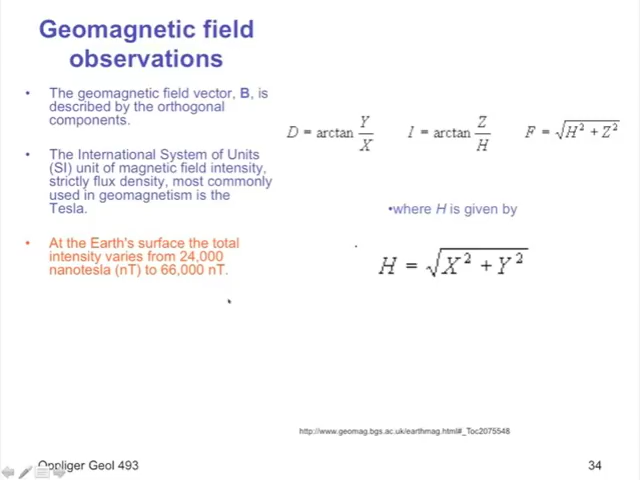 Geomagnetic field
observations
• The geomagnetic field vector, B, is
described by the orthogonal
components.
• The International System of Units
(SI) unit of magnetic field intensity,
strictly flux density, most commonly
used in geomagnetism is the
Tesla.
• At the Earth's surface the total
intensity varies from 24,000
nanotesla (nT) to 66,000 nT.
D = arctan Y/X I = arctan Z/H F = √(H² + Z²)
•where H is given by
H = √(X² + Y²)
http://www.geomag.bgs.ac.uk/earthmag.html#_Toc2075548
Oppliger Geol 493
34